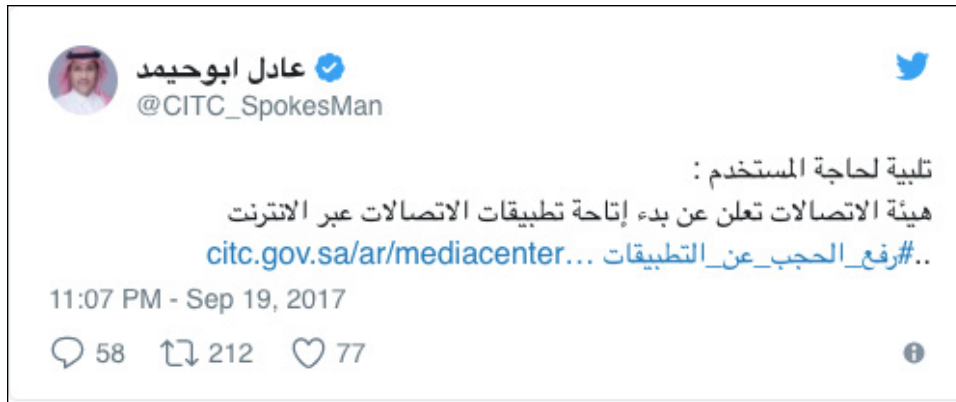 عادل ابوحيمد
@CITC_SpokesMan
تلبية لحاجة المستخدم :
هيئة الاتصالات تعلن عن بدء إتاحة تطبيقات الاتصالات عبر الانترنت
..#رفع_الحجب_عن_التطبيقات citc.gov.sa/ar/mediacenter…
11:07 PM - Sep 19, 2017
58 212 77